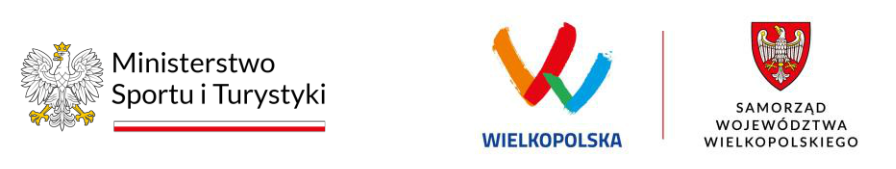 Ministerstwo
Sportu i Turystyki
WIELKOPOLSKA
SAMORZĄD
WOJEWÓDZTWA
WIELKOPOLSKIEGO